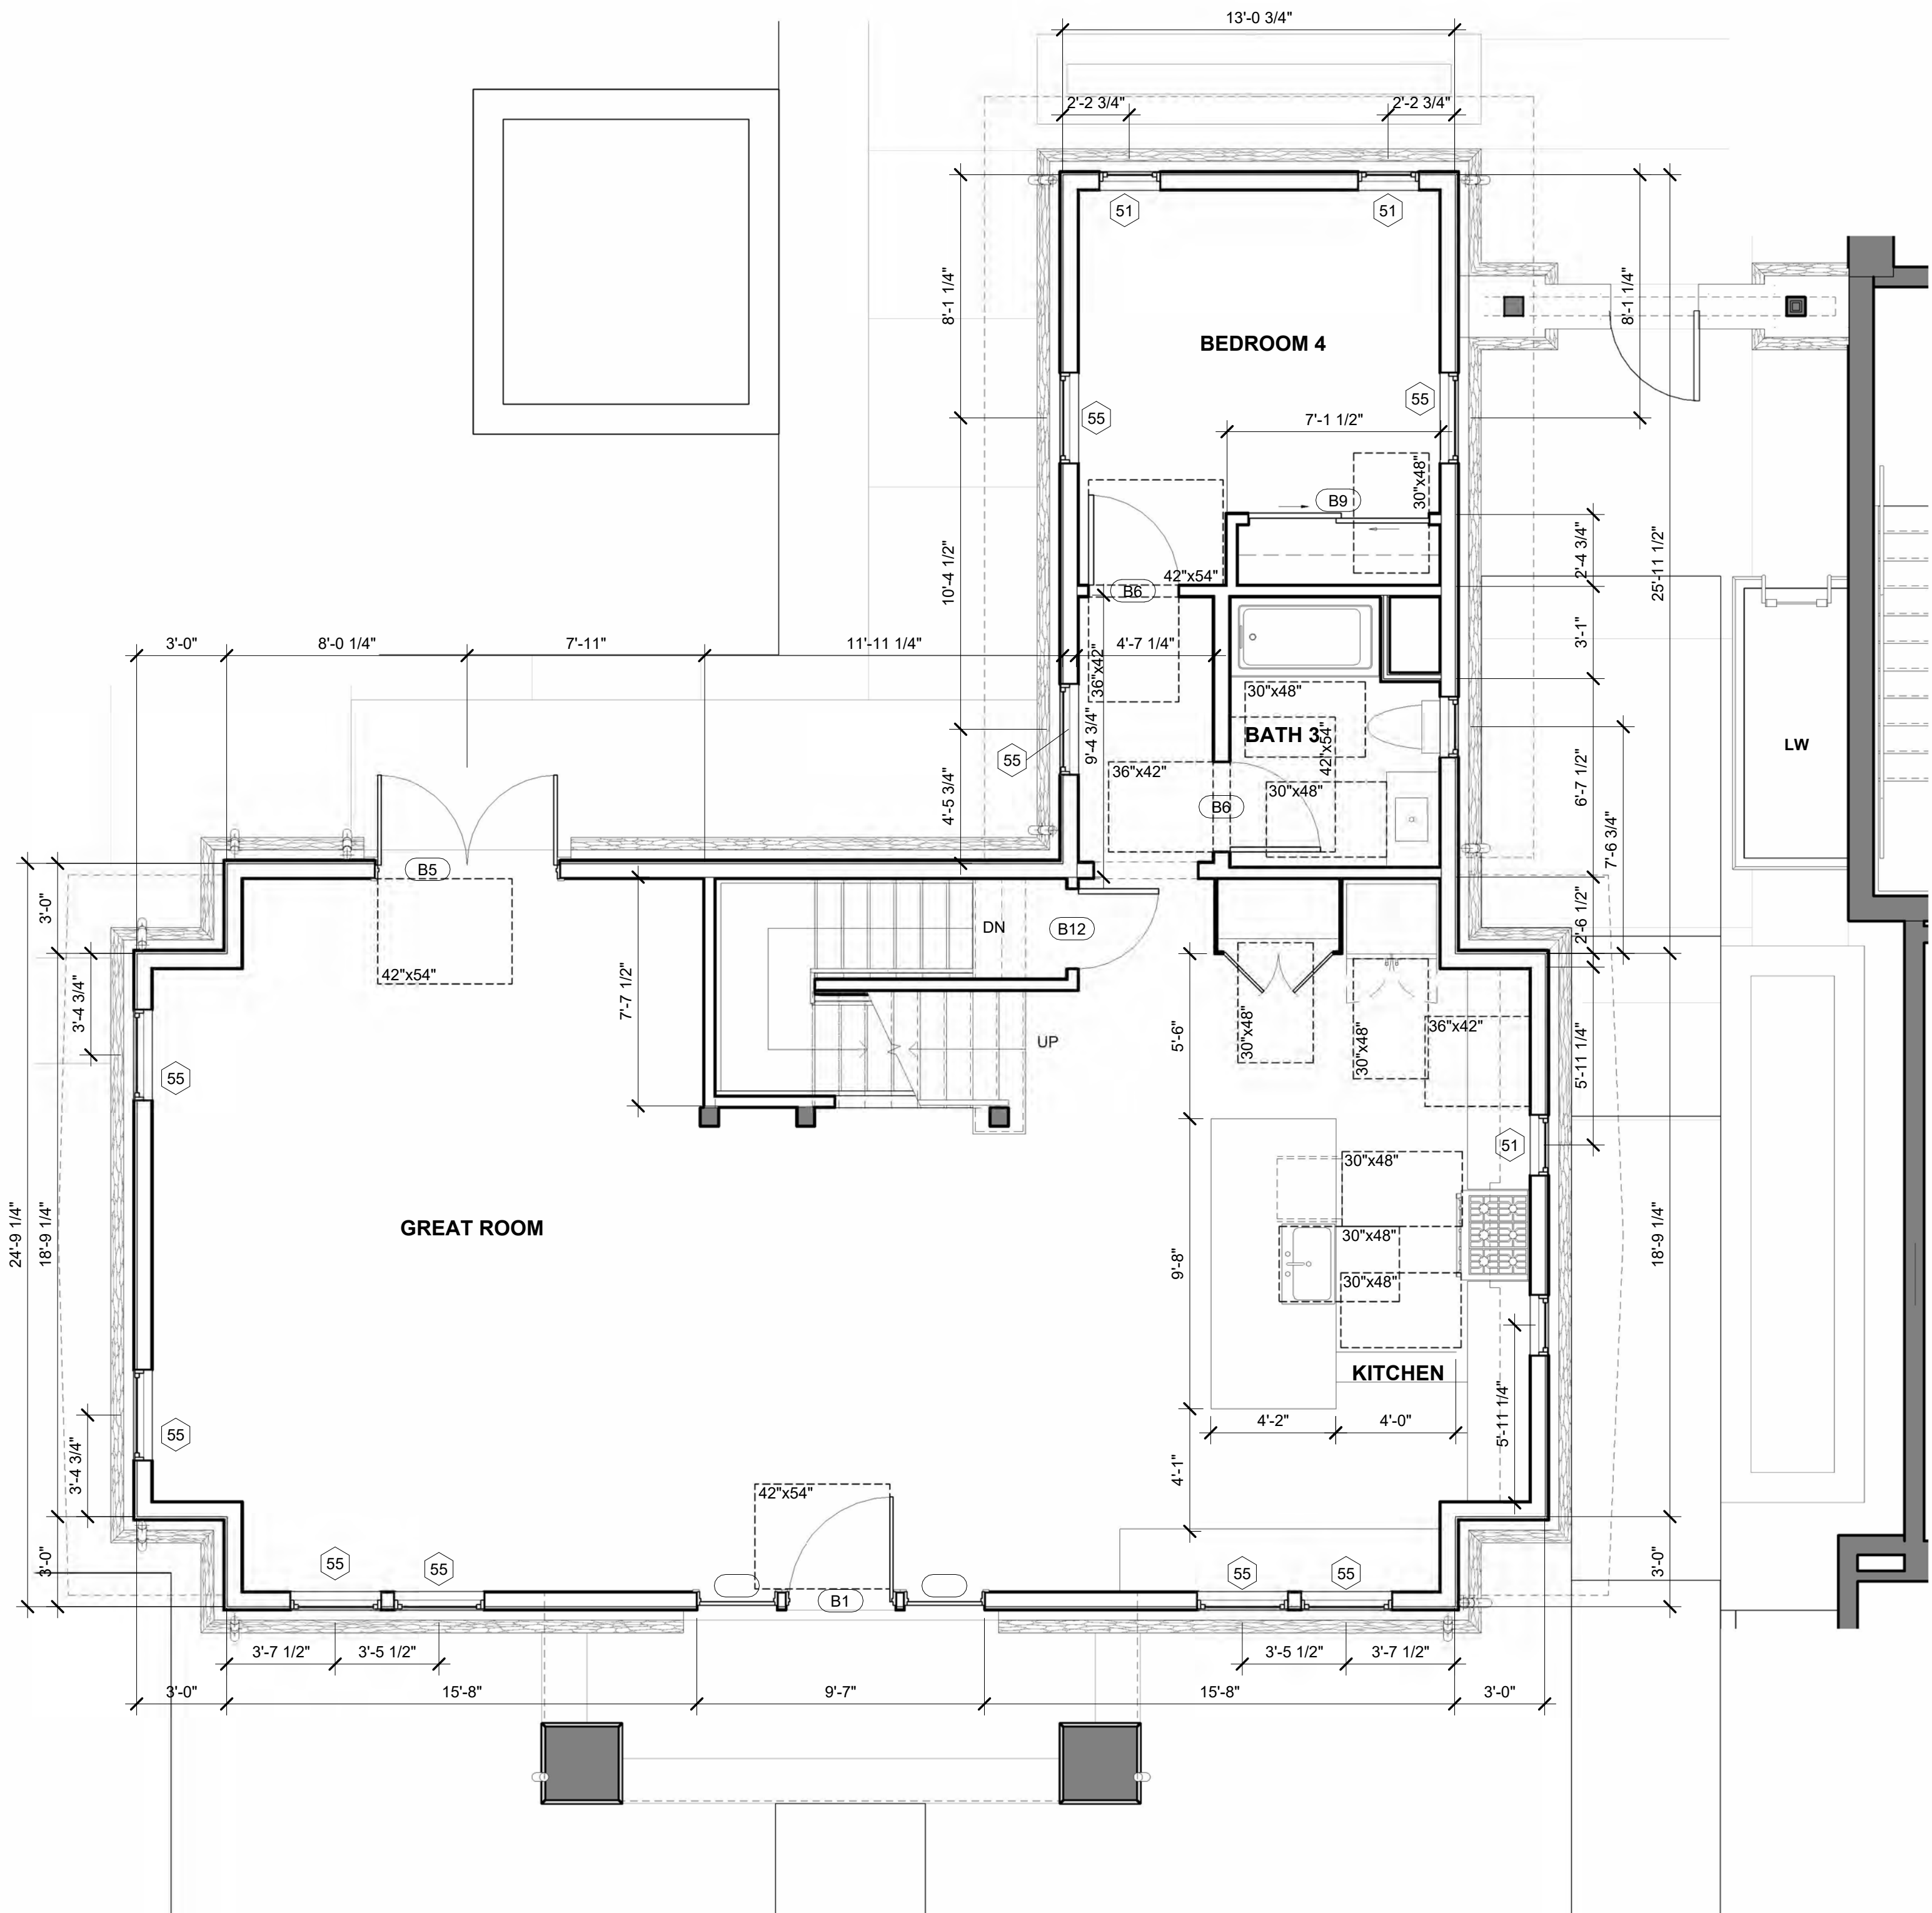 13'-0 3/4"
2'-2 3/4"
2'-2 3/4"
51
51
8'-1 1/4"
8'-1 1/4"
BEDROOM 4
55
55
7'-1 1/2"
30"x48"
B9
10'-4 1/2"
2'-4 3/4"
25'-11 1/2"
42"x54"
B6
3'-0"
8'-0 1/4"
7'-11"
11'-11 1/4"
4'-7 1/4"
3'-1"
36"x42"
30"x48"
9'-4 3/4"
BATH 3
42"x54"
LW
55
36"x42"
30"x48"
B6
4'-5 3/4"
6'-7 1/2"
7'-6 3/4"
B5
3'-0"
2'-6 1/2"
DN
B12
42"x54"
3'-4 3/4"
7'-7 1/2"
UP
5'-6"
30"x48"
30"x48"
36"x42"
5'-11 1/4"
55
51
30"x48"
GREAT ROOM
30"x48"
24'-9 1/4"
18'-9 1/4"
9'-8"
30"x48"
18'-9 1/4"
KITCHEN
4'-2"
4'-0"
5'-11 1/4"
55
3'-4 3/4"
4'-1"
42"x54"
3'-0"
55
55
B1
55
55
3'-0"
3'-7 1/2"
3'-5 1/2"
3'-5 1/2"
3'-7 1/2"
3'-0"
15'-8"
9'-7"
15'-8"
3'-0"